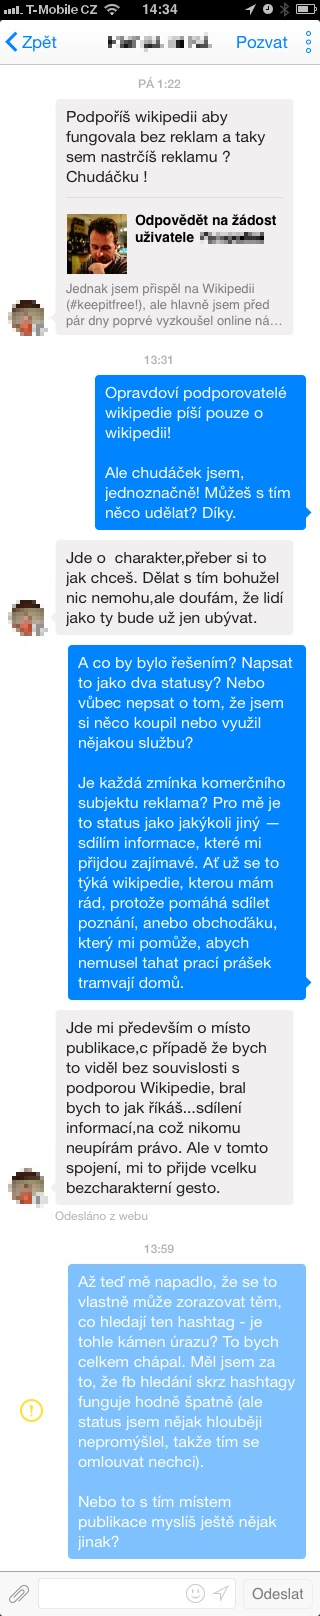 T-Mobile CZ 14:34
Zpět Pozvat
PÁ 1:22
Podpoříš wikipedii aby
fungovala bez reklam a taky
sem nastrčíš reklamu ?
Chudáčku !
Odpovědět na žádost
uživatele
Jednak jsem přispěl na Wikipedii
(#keepitfree!), ale hlavně jsem před
pár dny poprvé vyzkoušel online ná…
13:31
Opravdoví podporovatelé
wikipedie píší pouze o
wikipedii!
Ale chudáček jsem,
jednoznačně! Můžeš s tím
něco udělat? Díky.
Jde o  charakter,přeber si to
jak chceš. Dělat s tím bohužel
nic nemohu,ale doufám, že lidí
jako ty bude už jen ubývat.
A co by bylo řešením? Napsat
to jako dva statusy? Nebo
vůbec nepsat o tom, že jsem
si něco koupil nebo využil
nějakou službu?
Je každá zmínka komerčního
subjektu reklama? Pro mě je
to status jako jakýkoli jiný —
sdílím informace, které mi
přijdou zajímavé. Ať už se to
týká wikipedie, kterou mám
rád, protože pomáhá sdílet
poznání, anebo obchoďáku,
který mi pomůže, abych
nemusel tahat prací prášek
tramvají domů.
Jde mi především o místo
publikace,c případě že bych
to viděl bez souvislosti s
podporou Wikipedie, bral
bych to jak říkáš...sdílení
informací,na což nikomu
neupírám právo. Ale v tomto
spojení, mi to přijde vcelku
bezcharakterní gesto.
Odesláno z webu
13:59
Až teď mě napadlo, že se to
vlastně může zorazovat těm,
co hledají ten hashtag - je
tohle kámen úrazu? To bych
celkem chápal. Měl jsem za
to, že fb hledání skrz hashtagy
funguje hodně špatně (ale
status jsem nějak hlouběji
nepromýšlel, takže tím se
omlouvat nechci).
Nebo to s tím místem
publikace myslíš ještě nějak
jinak?
Odeslat